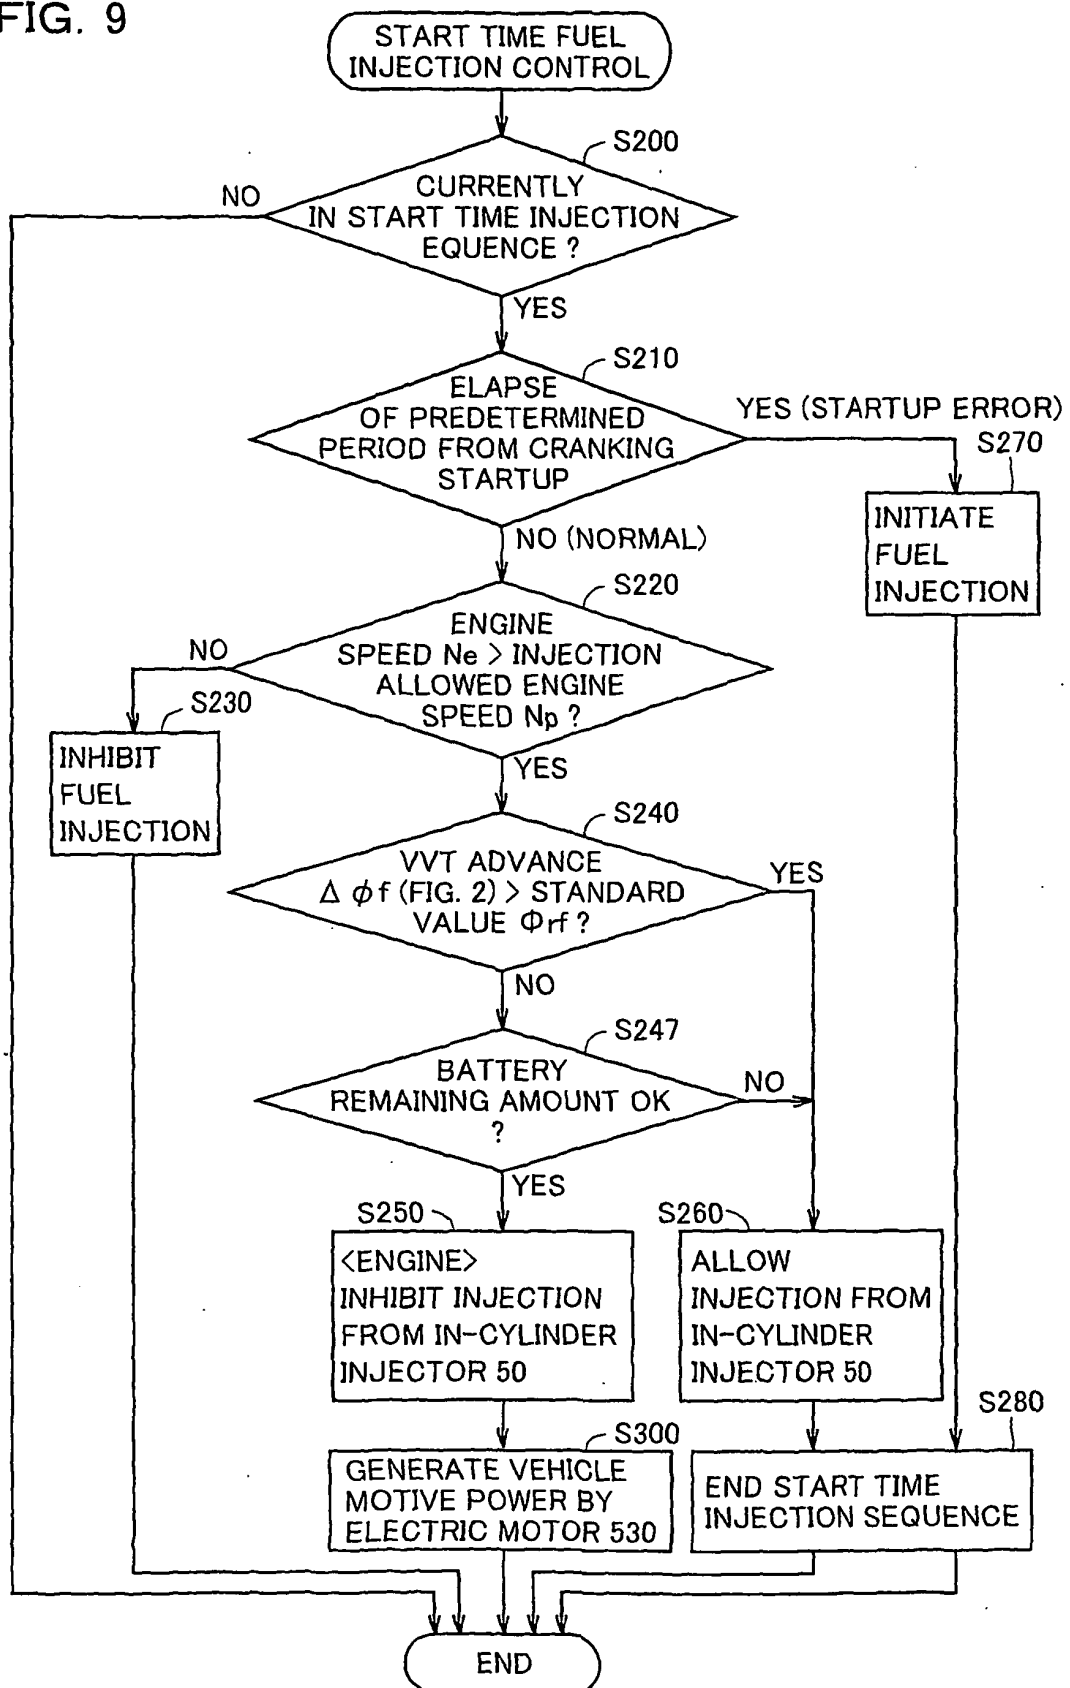 FIG. 9
START TIME FUEL
INJECTION CONTROL
S200
CURRENTLY
IN START TIME INJECTION
EQUENCE ?
NO
YES
S210
ELAPSE
OF PREDETERMINED
PERIOD FROM CRANKING
STARTUP
YES (STARTUP ERROR)
S270
INITIATE
FUEL
INJECTION
NO (NORMAL)
S220
ENGINE
SPEED Ne > INJECTION
ALLOWED ENGINE
SPEED Np ?
NO
S230
INHIBIT
FUEL
INJECTION
YES
S240
VVT ADVANCE
Δ ϕf (FIG. 2) > STANDARD
VALUE Φrf ?
YES
NO
S247
BATTERY
REMAINING AMOUNT OK
?
NO
YES
S250
<ENGINE>
INHIBIT INJECTION
FROM IN-CYLINDER
INJECTOR 50
S260
ALLOW
INJECTION FROM
IN-CYLINDER
INJECTOR 50
S300
GENERATE VEHICLE
MOTIVE POWER BY
ELECTRIC MOTOR 530
S280
END START TIME
INJECTION SEQUENCE
END